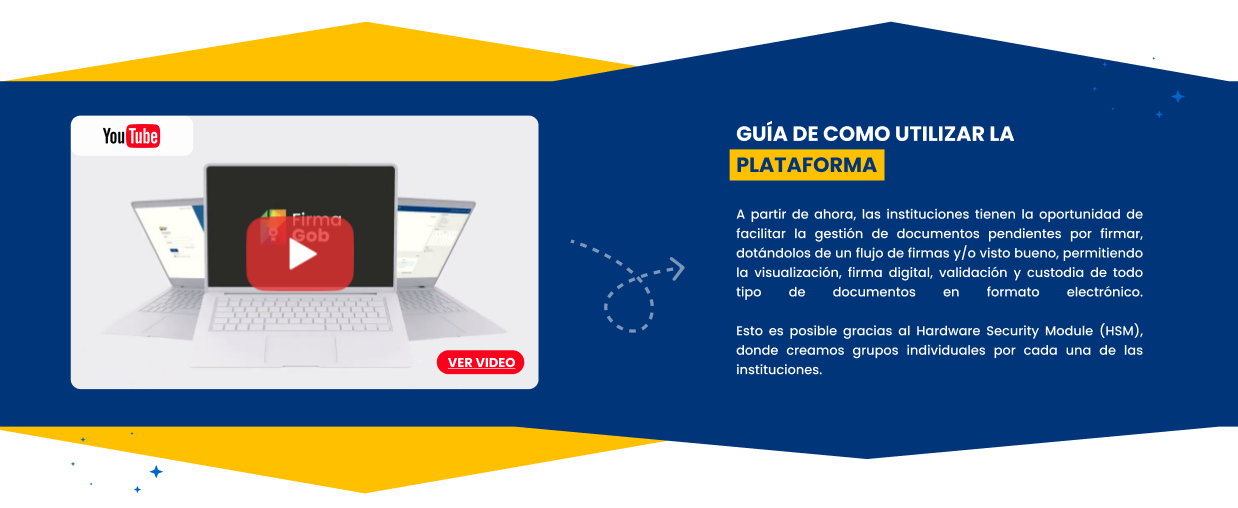 YouTube
Firma
Gob
VER VIDEO
GUÍA DE COMO UTILIZAR LA
PLATAFORMA
A partir de ahora, las instituciones tienen la oportunidad de
facilitar la gestión de documentos pendientes por firmar,
dotándolos de un flujo de firmas y/o visto bueno, permitiendo
la visualización, firma digital, validación y custodia de todo
tipo de documentos en formato electrónico.
Esto es posible gracias al Hardware Security Module (HSM),
donde creamos grupos individuales por cada una de las
instituciones.